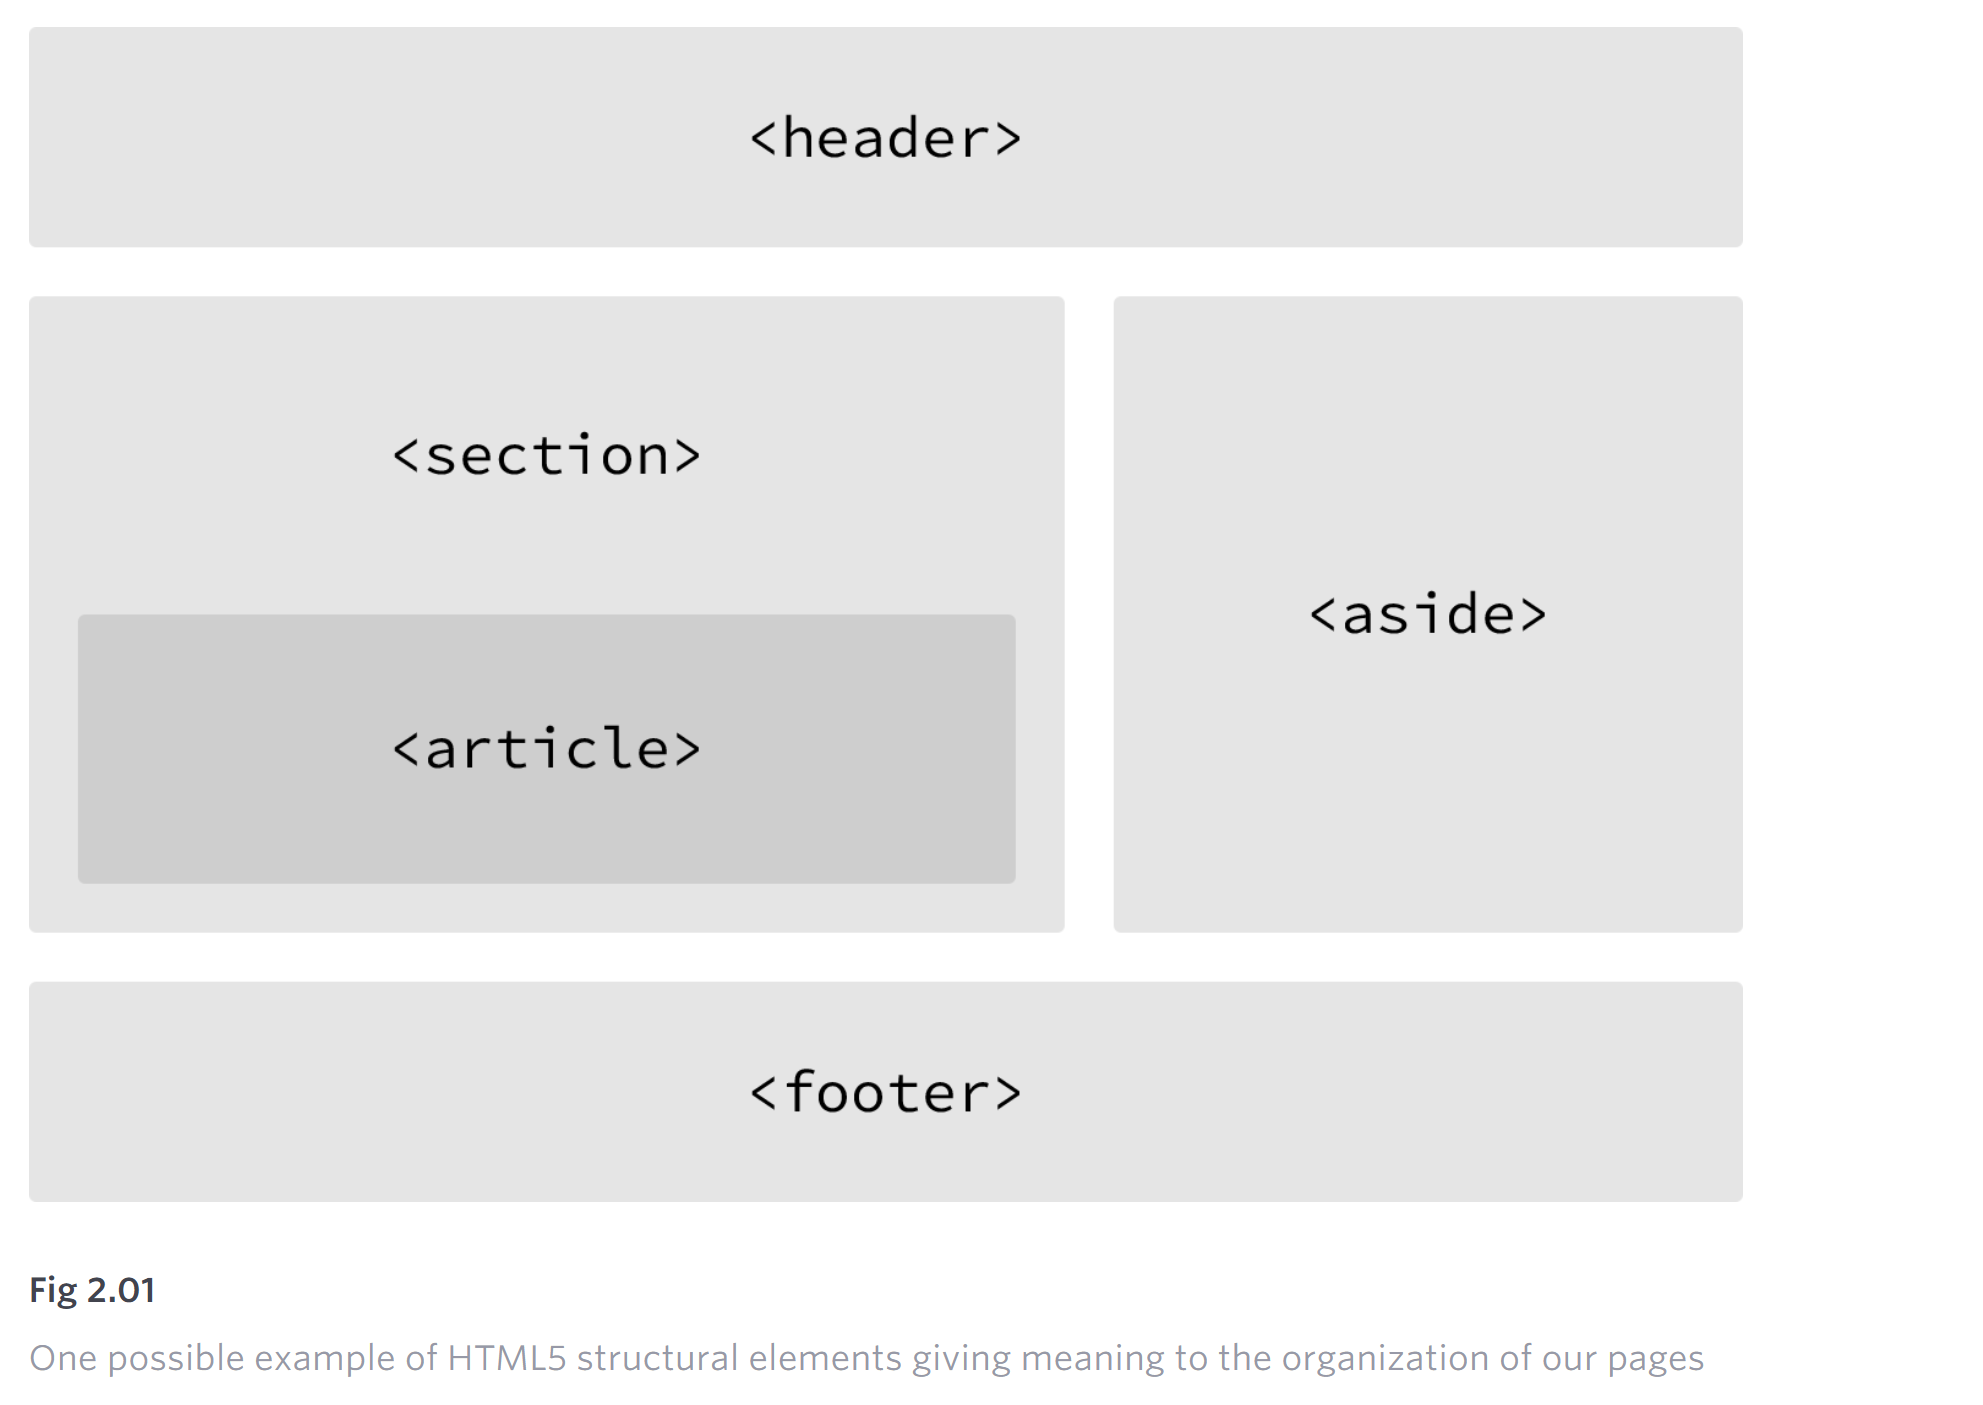 <header>
<section>
<aside>
<article>
<footer>
Fig 2.01
One possible example of HTML5 structural elements giving meaning to the organization of our pages